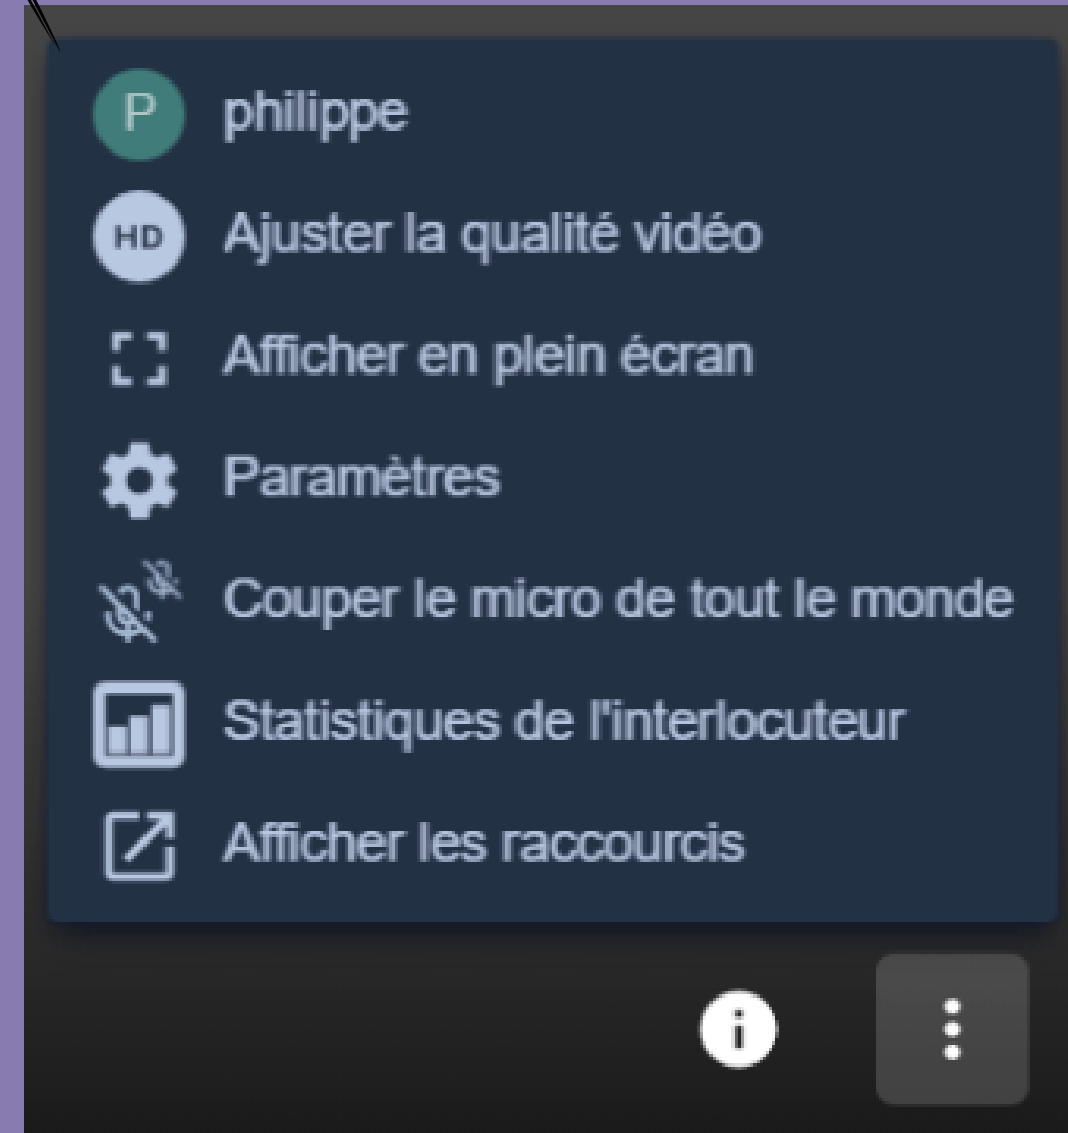 P philippe
HD Ajuster la qualité vidéo
Afficher en plein écran
Paramètres
Couper le micro de tout le monde
Statistiques de l'interlocuteur
Afficher les raccourcis
i